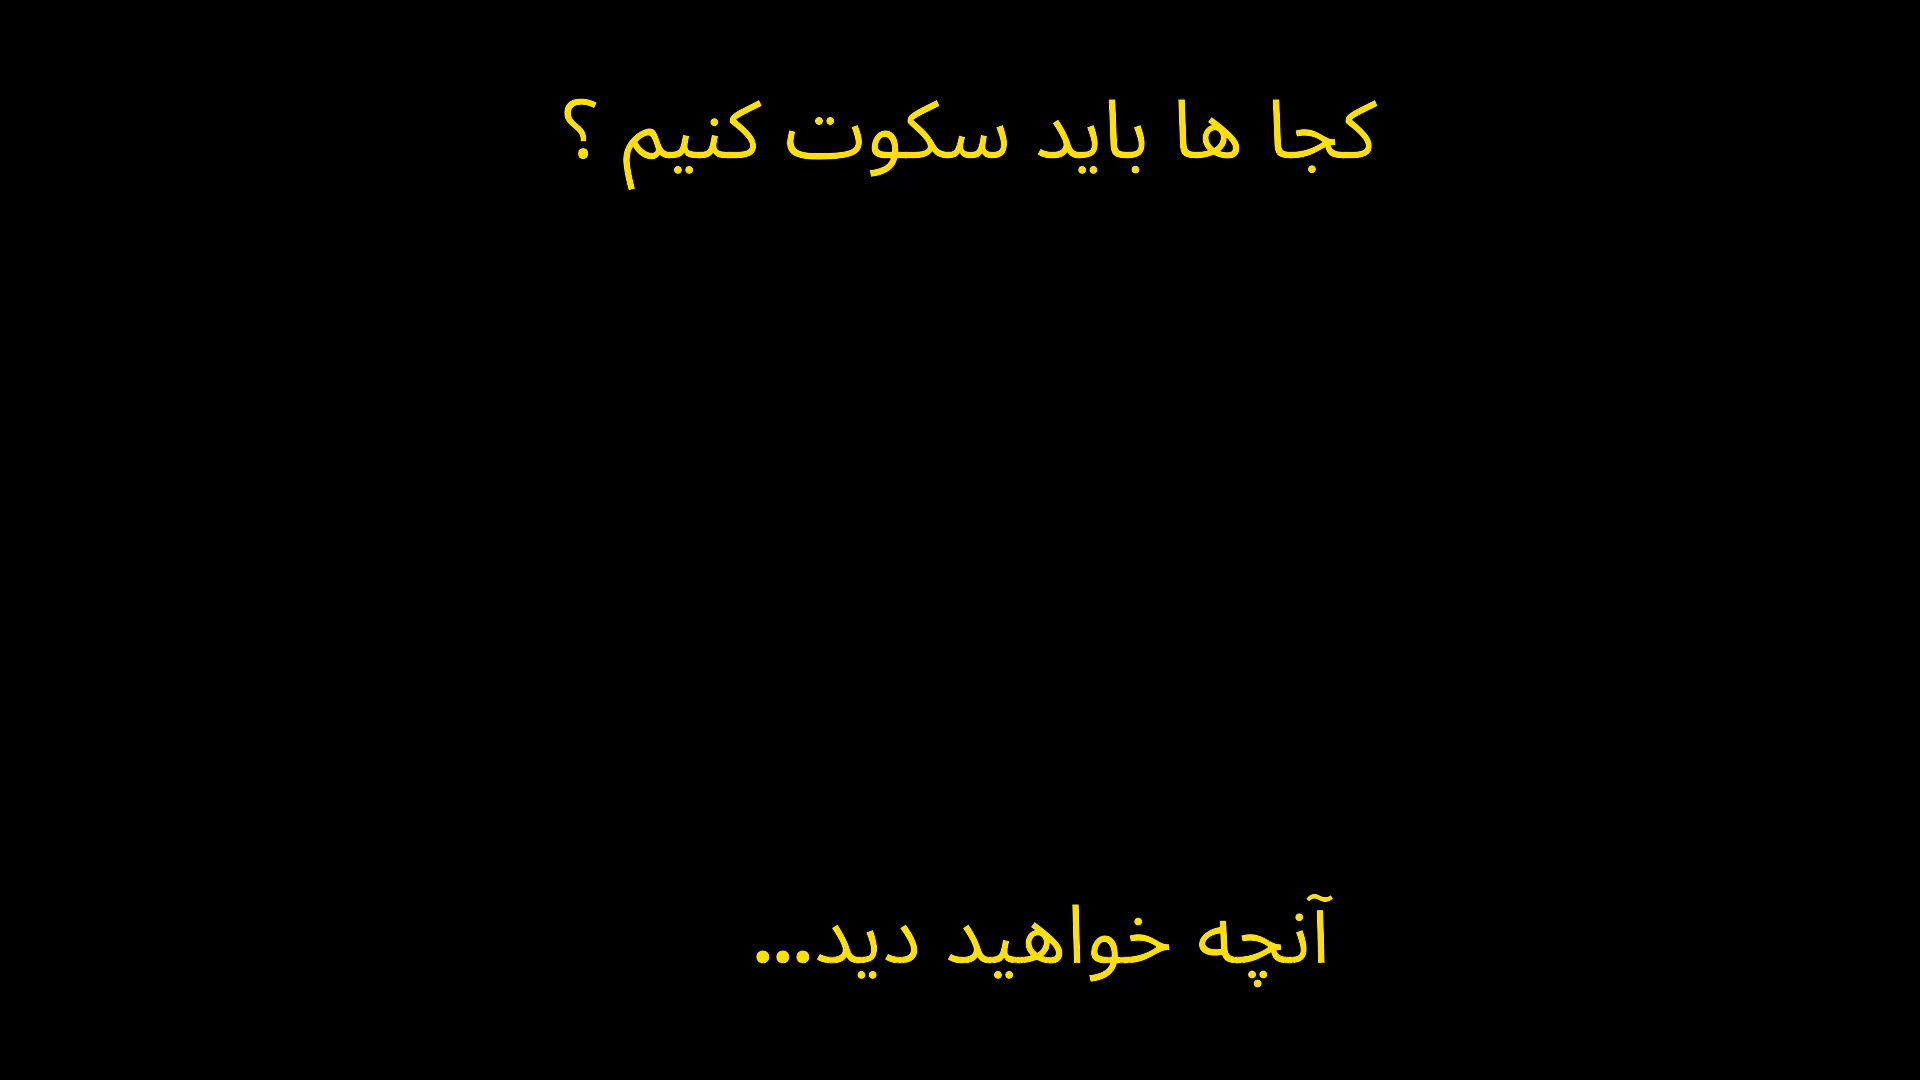 کجا ها باید سکوت کنیم ؟
آنچه خواهید دید...